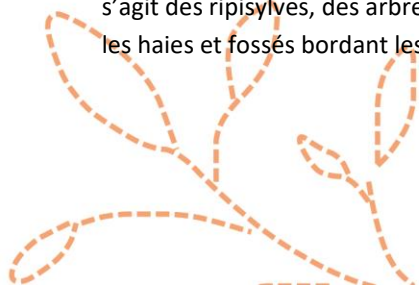 s’agit des ripisylves, des arbre
les haies et fossés bordant les